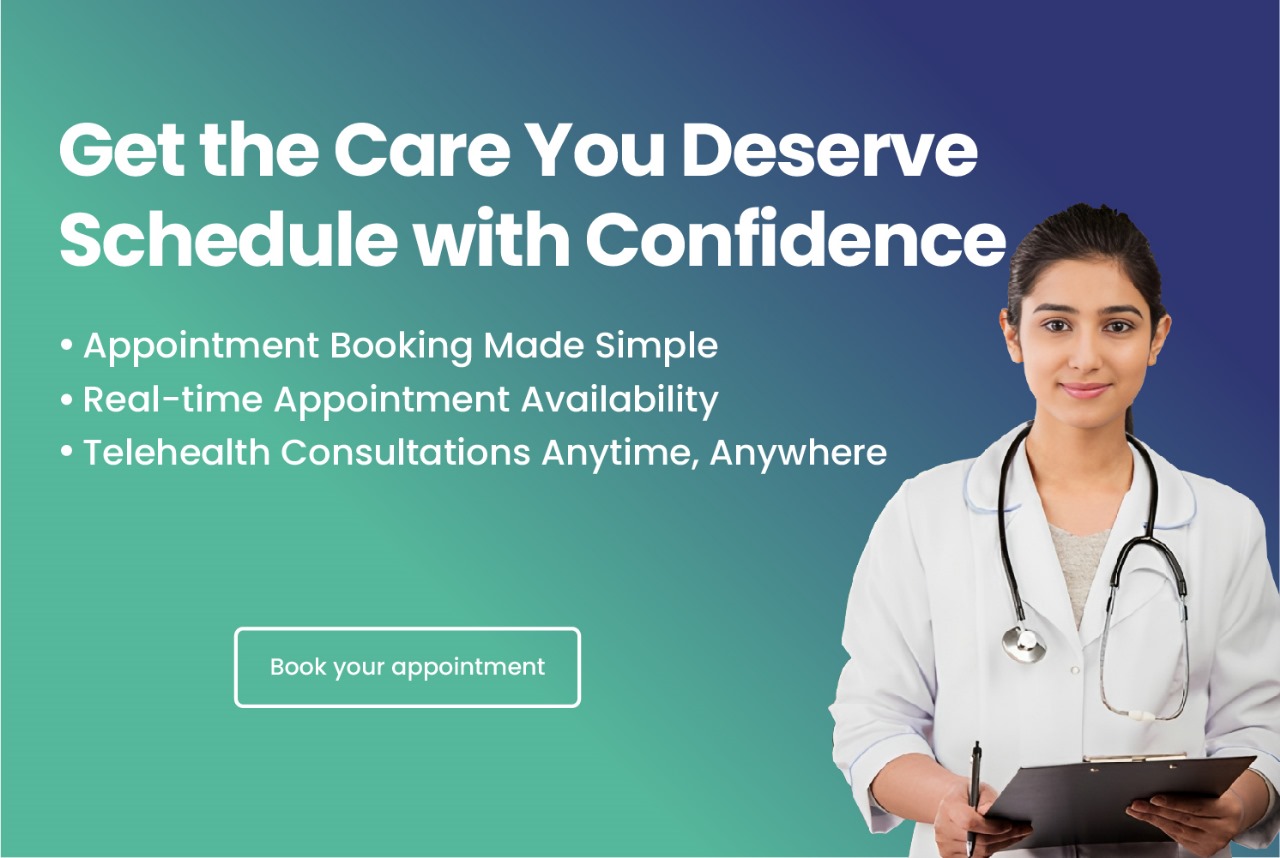 Get the Care You Deserve
Schedule with Confidence
• Appointment Booking Made Simple
• Real-time Appointment Availability
• Telehealth Consultations Anytime, Anywhere
Book your appointment